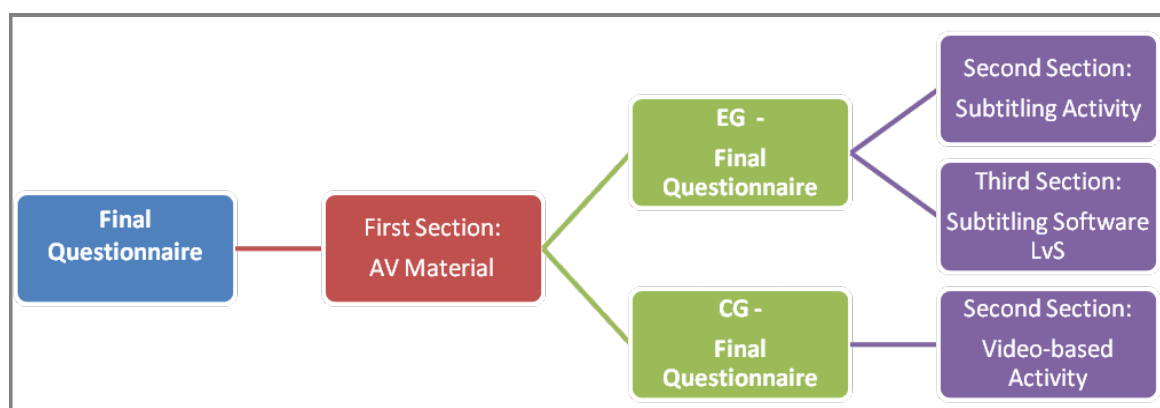 Final
Questionnaire
First Section:
AV Material
EG -
Final
Questionnaire
CG -
Final
Questionnaire
Second Section:
Subtitling Activity
Third Section:
Subtitling Software
LvS
Second Section:
Video-based
Activity